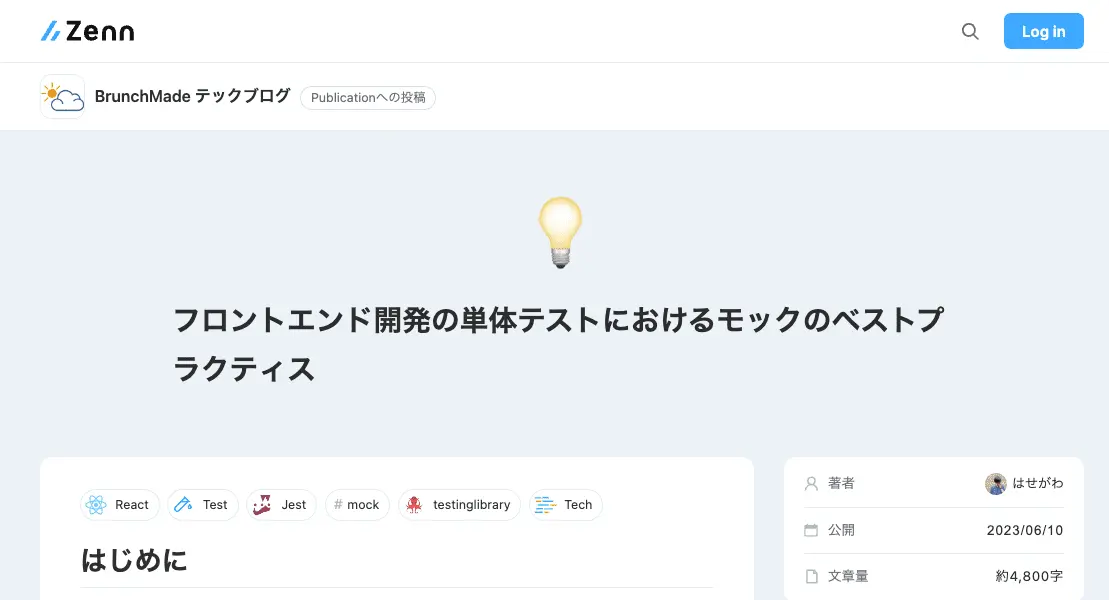 Zenn
Log in
BrunchMade テックブログ
Publicationへの投稿
フロントエンド開発の単体テストにおけるモックのベストプ
ラクティス
React
Test
Jest
# mock
testinglibrary
Tech
はじめに
著者
はせがわ
公開
2023/06/10
文章量
約4,800字